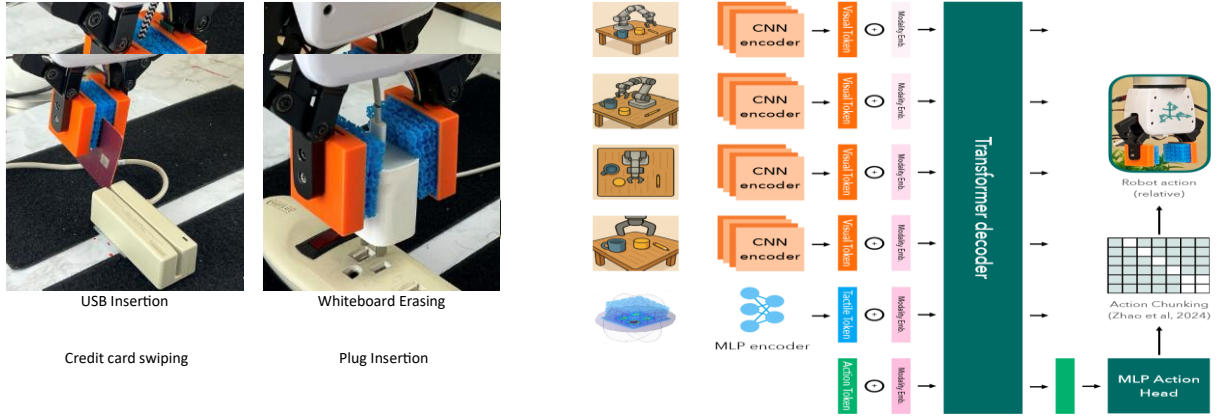 USB Insertion
Whiteboard Erasing
Credit card swiping
Plug Insertion
CNN encoder
Visual Token
+
Modality Emb.
CNN encoder
Visual Token
+
Modality Emb.
CNN encoder
Visual Token
+
Modality Emb.
CNN encoder
Visual Token
+
Modality Emb.
MLP encoder
Tactile Token
+
Modality Emb.
Action Token
+
Modality Emb.
Transformer decoder
Robot action
(relative)
Action Chunking
(Zhao et al, 2024)
MLP Action
Head